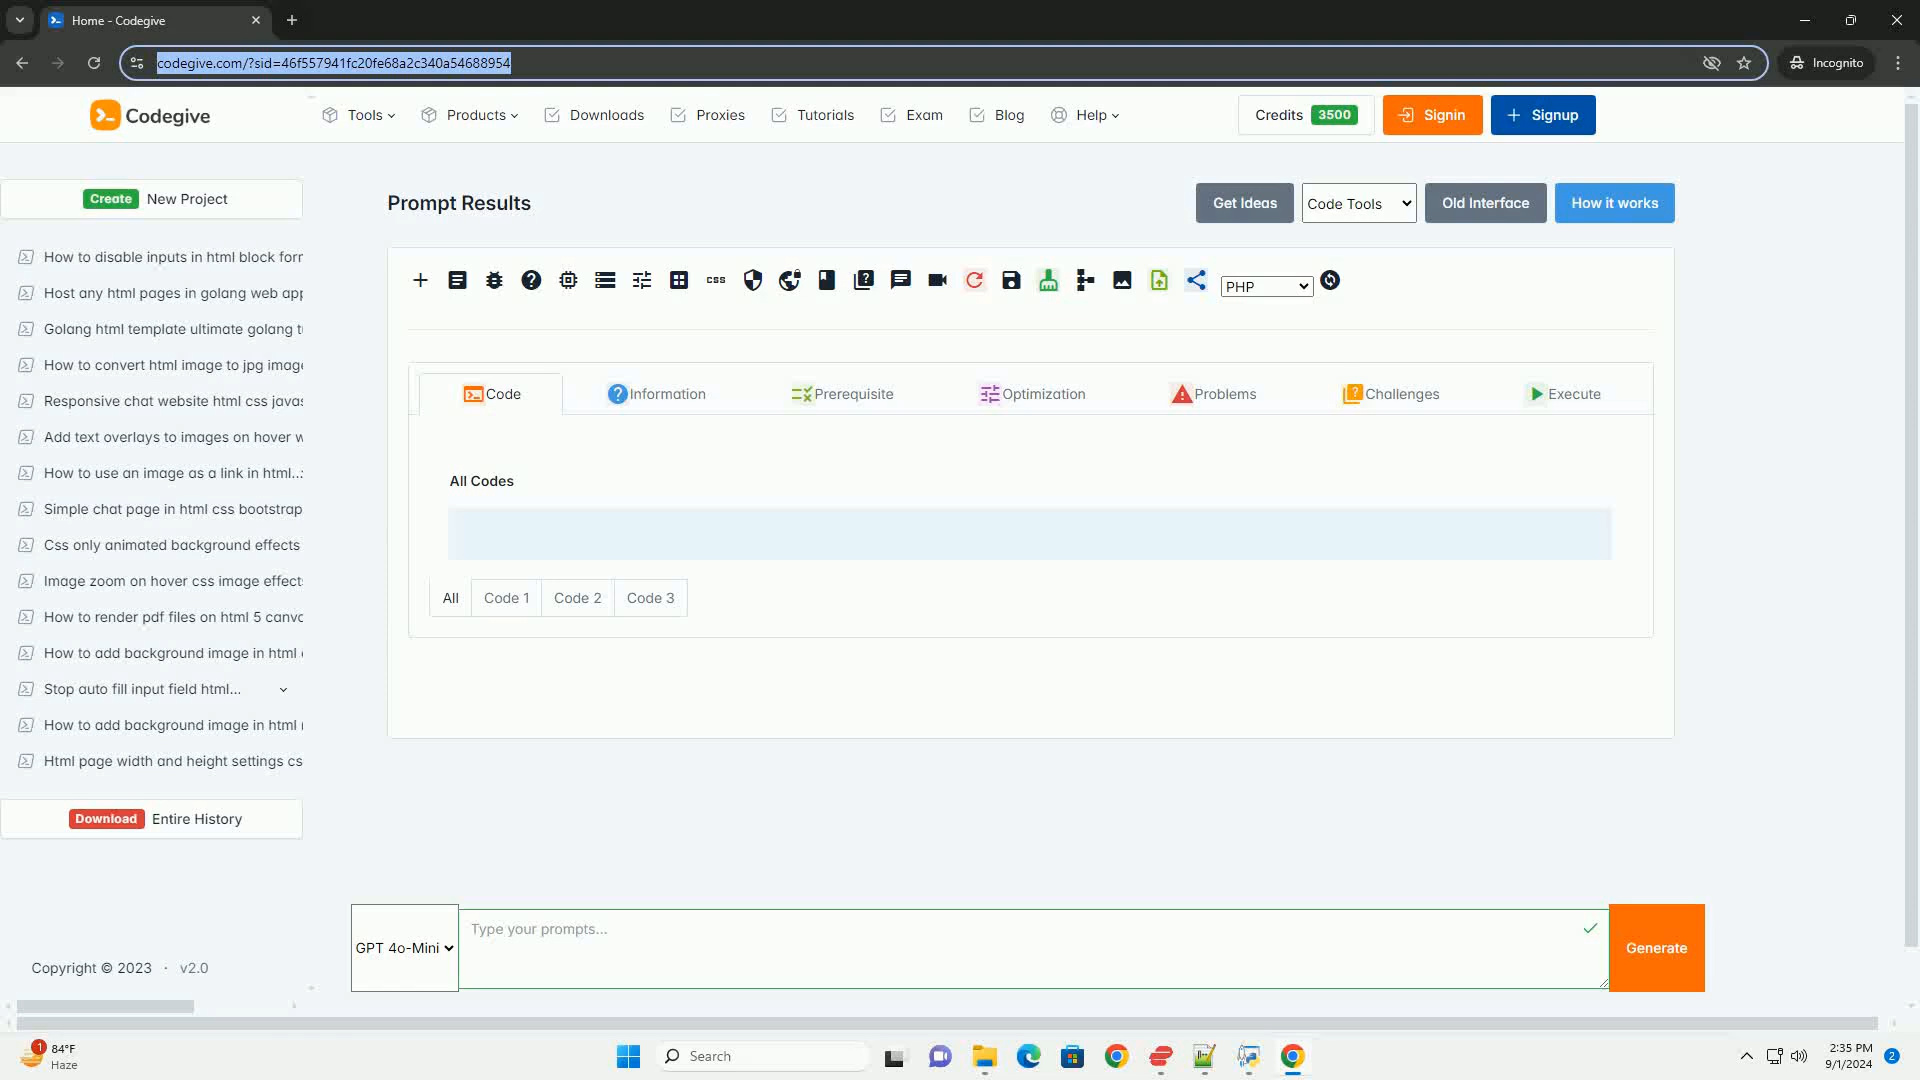 Home - Codegive
codegive.com/?sid=46f557941fc20fe68a2c340a54688954
Incognito
Codegive
Tools
Products
Downloads
Proxies
Tutorials
Exam
Blog
Help
Credits 3500
Signin
Signup
Create New Project
How to disable inputs in html block forr
Host any html pages in golang web app
Golang html template ultimate golang tu
How to convert html image to jpg image
Responsive chat website html css javas
Add text overlays to images on hover w
How to use an image as a link in html...
Simple chat page in html css bootstrap
Css only animated background effects
Image zoom on hover css image effects
How to render pdf files on html 5 canva
How to add background image in html
Stop auto fill input field html...
How to add background image in html
Html page width and height settings cs
Download Entire History
Copyright © 2023 · v2.0
Prompt Results
Get Ideas
Code Tools
Old Interface
How it works
css
PHP
Code
Information
Prerequisite
Optimization
Problems
Challenges
Execute
All Codes
All
Code 1
Code 2
Code 3
GPT 4o-Mini
Type your prompts...
Generate
1
84°F
Haze
Search
2:35 PM
9/1/2024
2